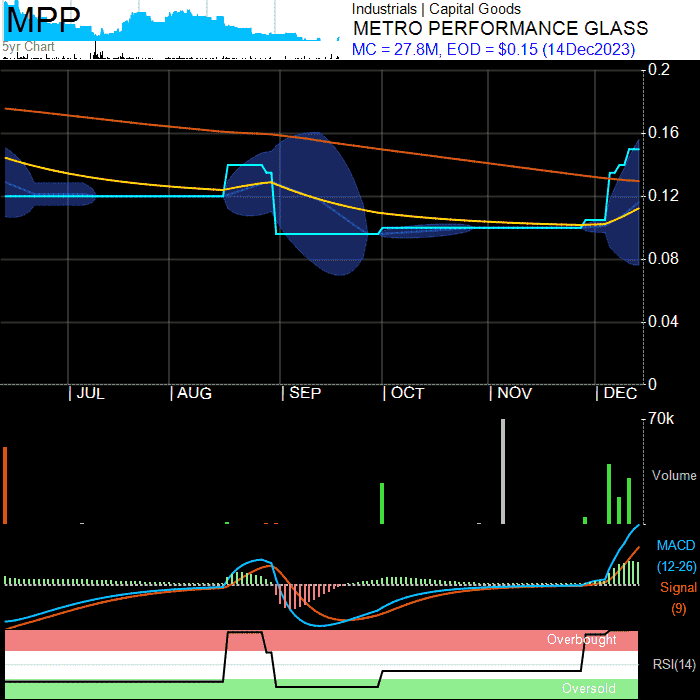 MPP
5yr Chart
Industrials | Capital Goods
METRO PERFORMANCE GLASS
MC = 27.8M, EOD = $0.15 (14Dec2023)
0.2
0.16
0.12
0.08
0.04
0
JUL AUG SEP OCT NOV DEC
70k
Volume
MACD
(12-26)
Signal
(9)
Overbought
RSI(14)
Oversold